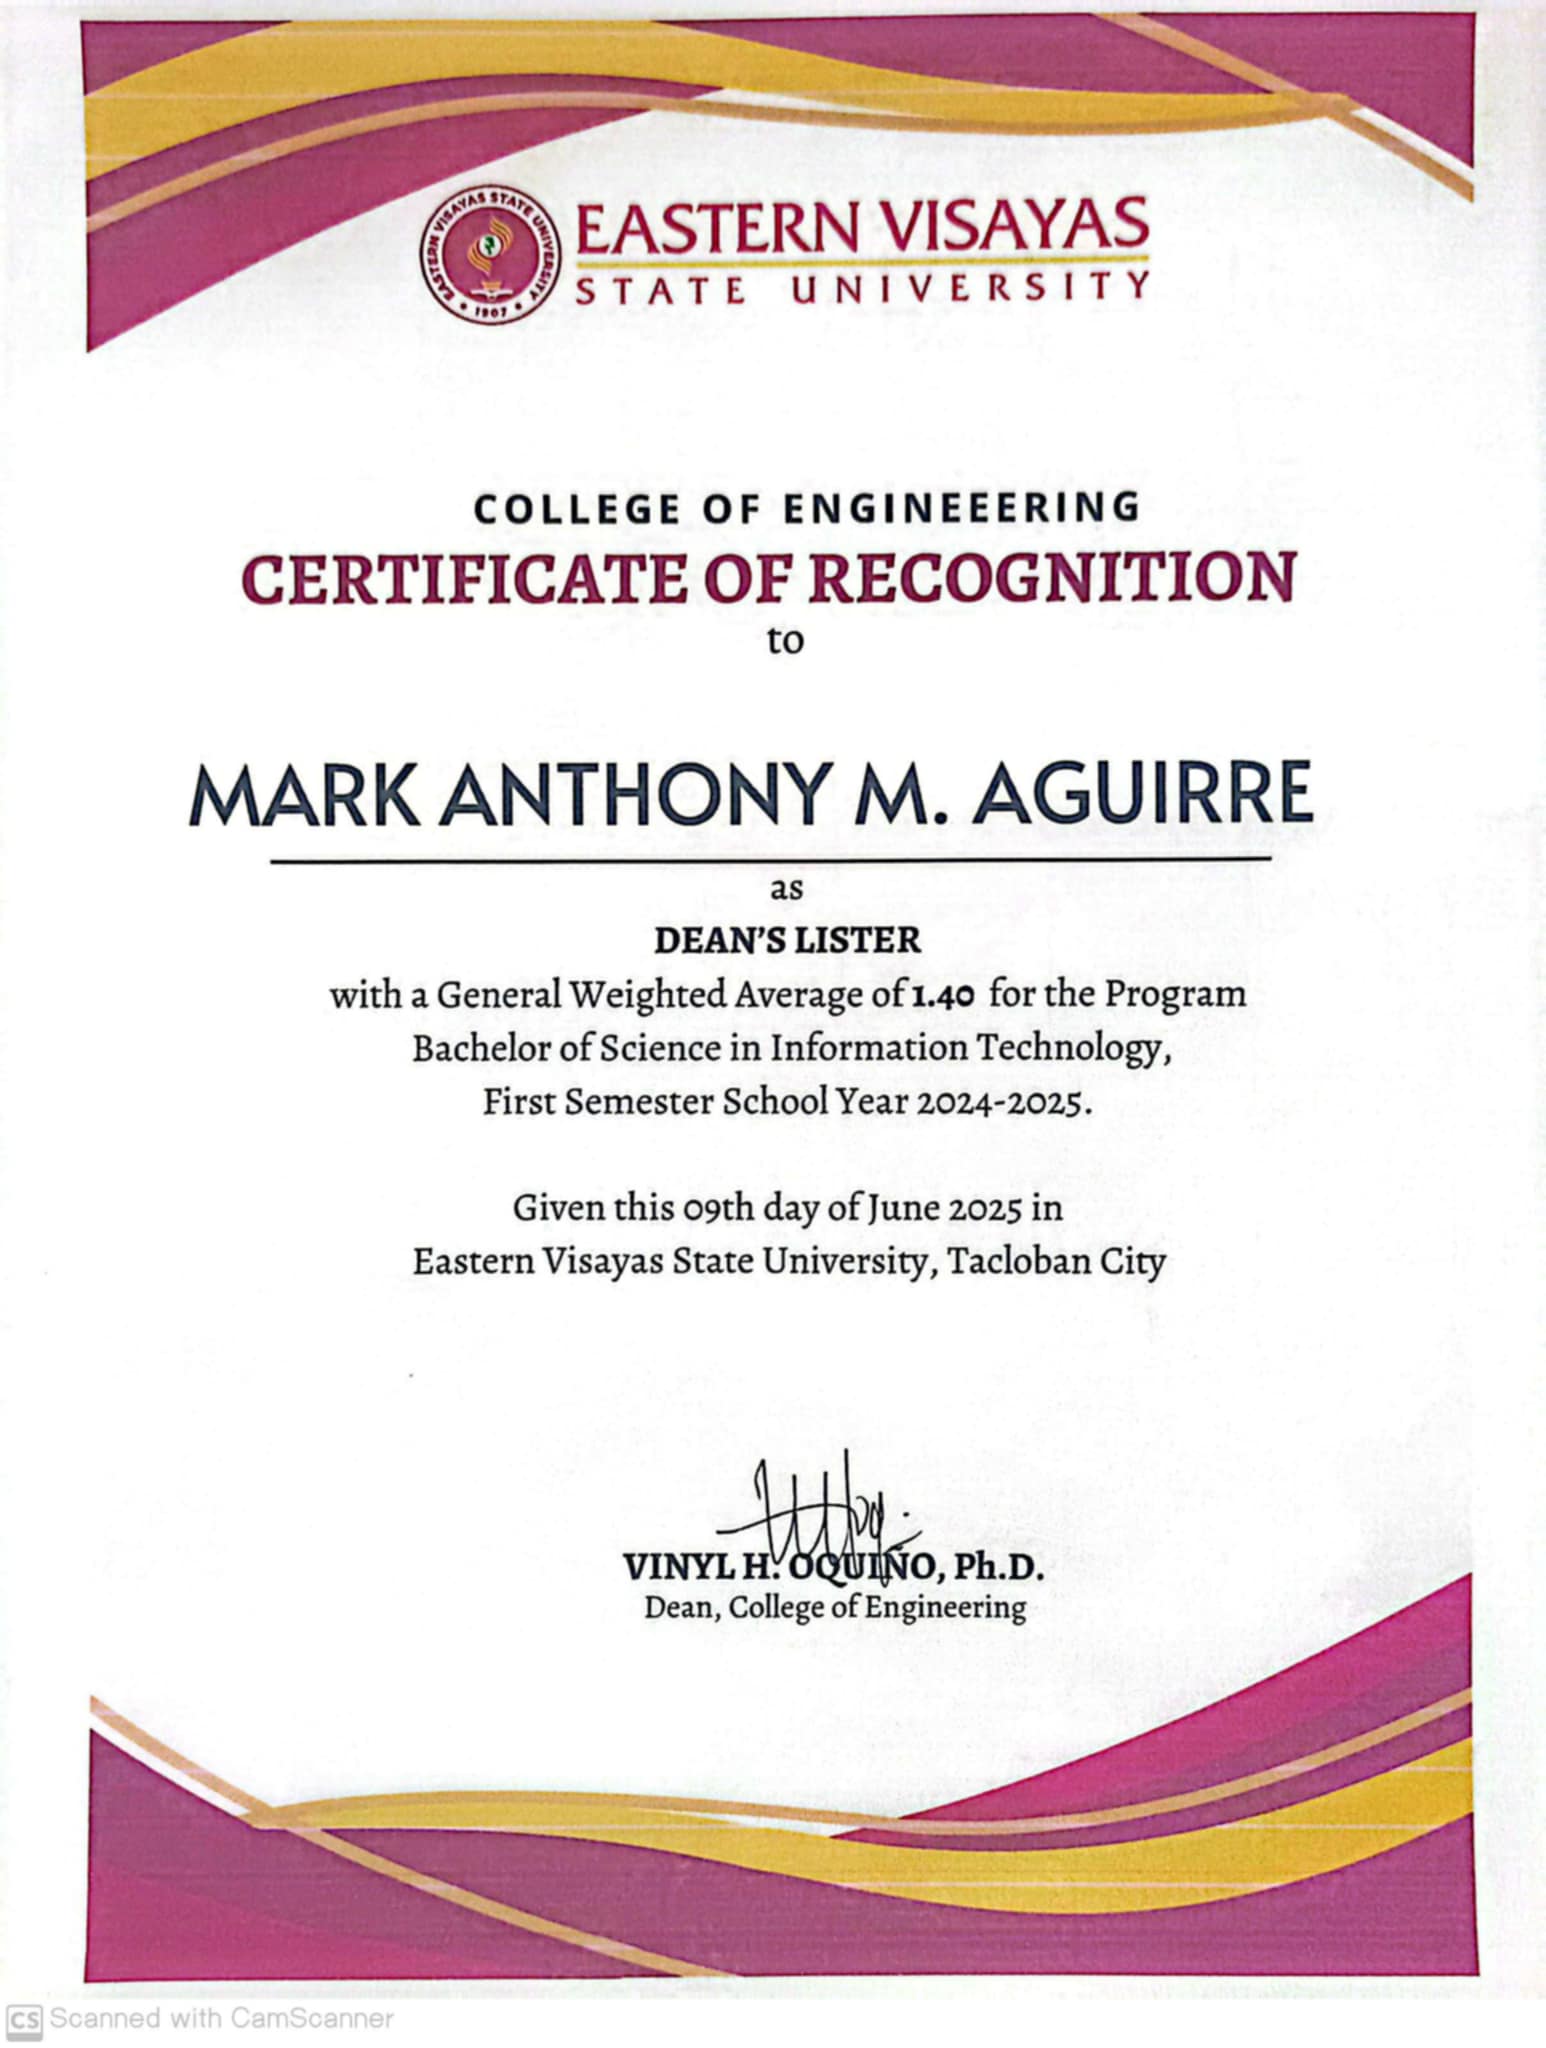 EASTERN VISAYAS STATE UNIVERSITY
• 1907 •
EASTERN VISAYAS
STATE UNIVERSITY
COLLEGE OF ENGINEEERING
CERTIFICATE OF RECOGNITION
to
MARK ANTHONY M. AGUIRRE
as
DEAN'S LISTER
with a General Weighted Average of 1.40 for the Program
Bachelor of Science in Information Technology,
First Semester School Year 2024-2025.
Given this 09th day of June 2025 in
Eastern Visayas State University, Tacloban City
VINYL H. OQUIÑO, Ph.D.
Dean, College of Engineering
CS Scanned with CamScanner